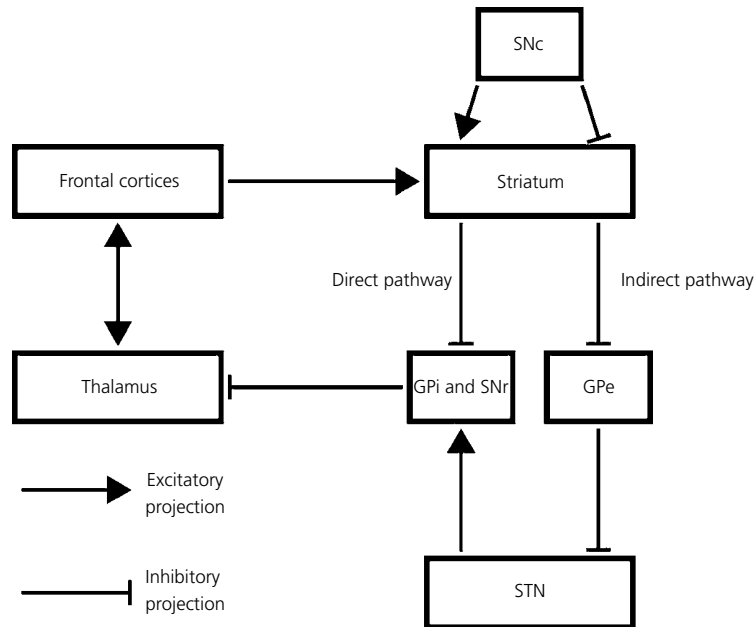 SNc
Frontal cortices
Striatum
Direct pathway
Indirect pathway
Thalamus
GPi and SNr
GPe
Excitatory
projection
Inhibitory
projection
STN